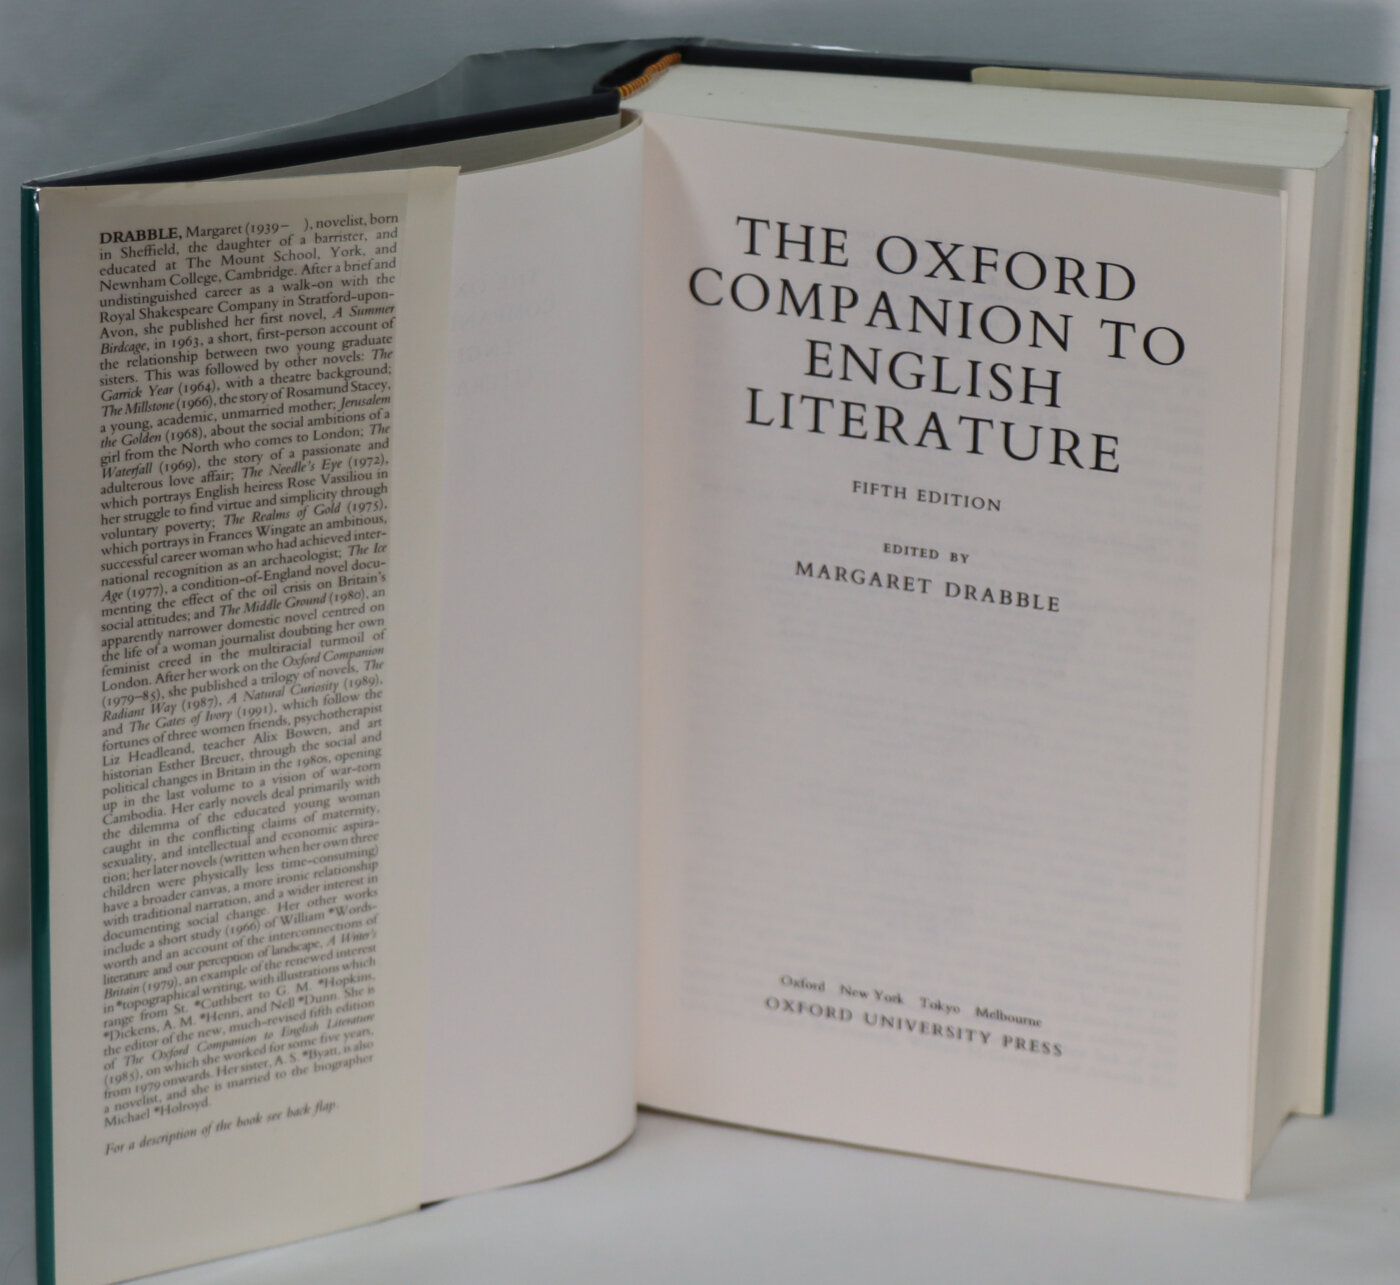 DRABBLE, Margaret (1939– ), novelist, born
in Sheffield, the daughter of a barrister, and
educated at The Mount School, York, and
Newnham College, Cambridge. After a brief and
undistinguished career as a walk-on with the
Royal Shakespeare Company in Stratford-upon-
Avon, she published her first novel, A Summer
Birdcage, in 1963, a short, first-person account of
the relationship between two young graduate
sisters. This was followed by other novels: The
Garrick Year (1964), with a theatre background;
The Millstone (1966), the story of Rosamund Stacey,
a young, academic, unmarried mother; Jerusalem
the Golden (1968), about the social ambitions of a
girl from the North who comes to London; The
Waterfall (1969), the story of a passionate and
adulterous love affair; The Needle's Eye (1972),
which portrays English heiress Rose Vassiliou in
her struggle to find virtue and simplicity through
voluntary poverty; The Realms of Gold (1975),
which portrays in Frances Wingate an ambitious,
successful career woman who had achieved inter-
national recognition as an archaeologist; The Ice
Age (1977), a condition-of-England novel docu-
menting the effect of the oil crisis on Britain's
social attitudes; and The Middle Ground (1980), an
apparently narrower domestic novel centred on
the life of a woman journalist doubting her own
feminist creed in the multiracial turmoil of
London. After her work on the Oxford Companion
(1979–85), she published a trilogy of novels, The
Radiant Way (1987), A Natural Curiosity (1989),
and The Gates of Ivory (1991), which follow the
fortunes of three women friends, psychotherapist
Liz Headleand, teacher Alix Bowen, and art
historian Esther Breuer, through the social and
political changes in Britain in the 1980s, opening
up in the last volume to a vision of war-torn
Cambodia. Her early novels deal primarily with
the dilemma of the educated young woman
caught in the conflicting claims of maternity,
sexuality, and intellectual and economic aspira-
tion; her later novels (written when her own three
children were physically less time-consuming)
have a broader canvas, a more ironic relationship
with traditional narration, and a wider interest in
documenting social change. Her other works
include a short study (1966) of William *Words-
worth and an account of the interconnections of
literature and our perception of landscape, A Writer's
Britain (1979), an example of the renewed interest
in *topographical writing, with illustrations which
range from St. *Cuthbert to G. M. *Hopkins,
*Dickens, A. M. *Henri, and Nell *Dunn. She is
the editor of the new, much-revised fifth edition
of The Oxford Companion to English Literature
(1985), on which she worked for some five years,
from 1979 onwards. Her sister, A. S. *Byatt, is also
a novelist, and she is married to the biographer
Michael *Holroyd.
For a description of the book see back flap.
THE OXFORD
COMPANION TO
ENGLISH
LITERATURE
FIFTH EDITION
EDITED BY
MARGARET DRABBLE
Oxford New York Tokyo Melbourne
OXFORD UNIVERSITY PRESS